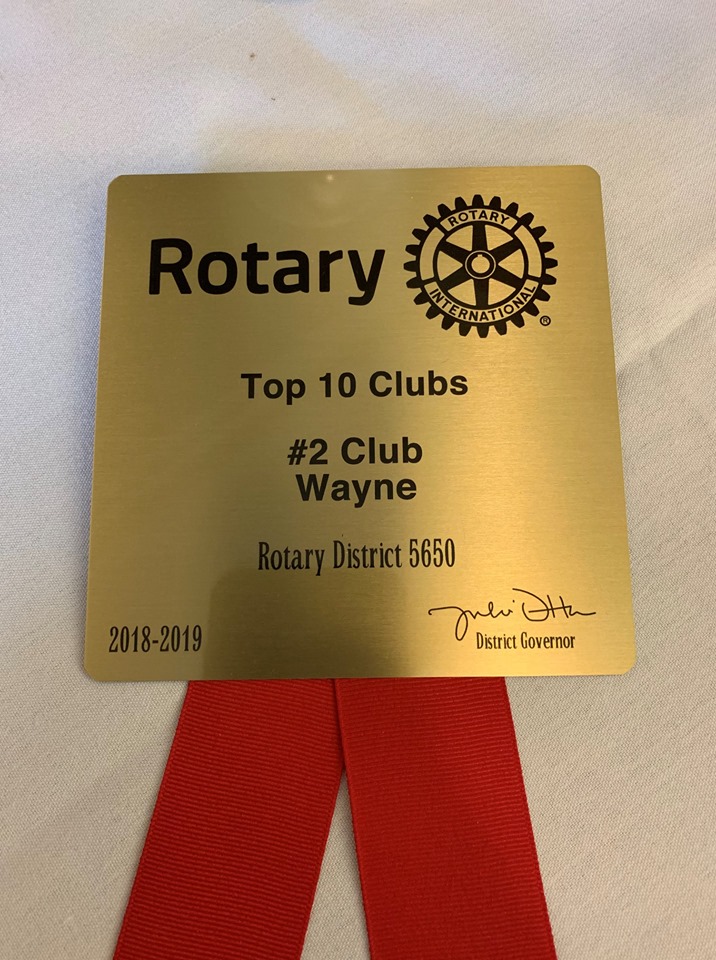 Rotary
ROTARY
INTERNATIONAL
®
Top 10 Clubs
#2 Club
Wayne
Rotary District 5650
2018-2019
District Governor